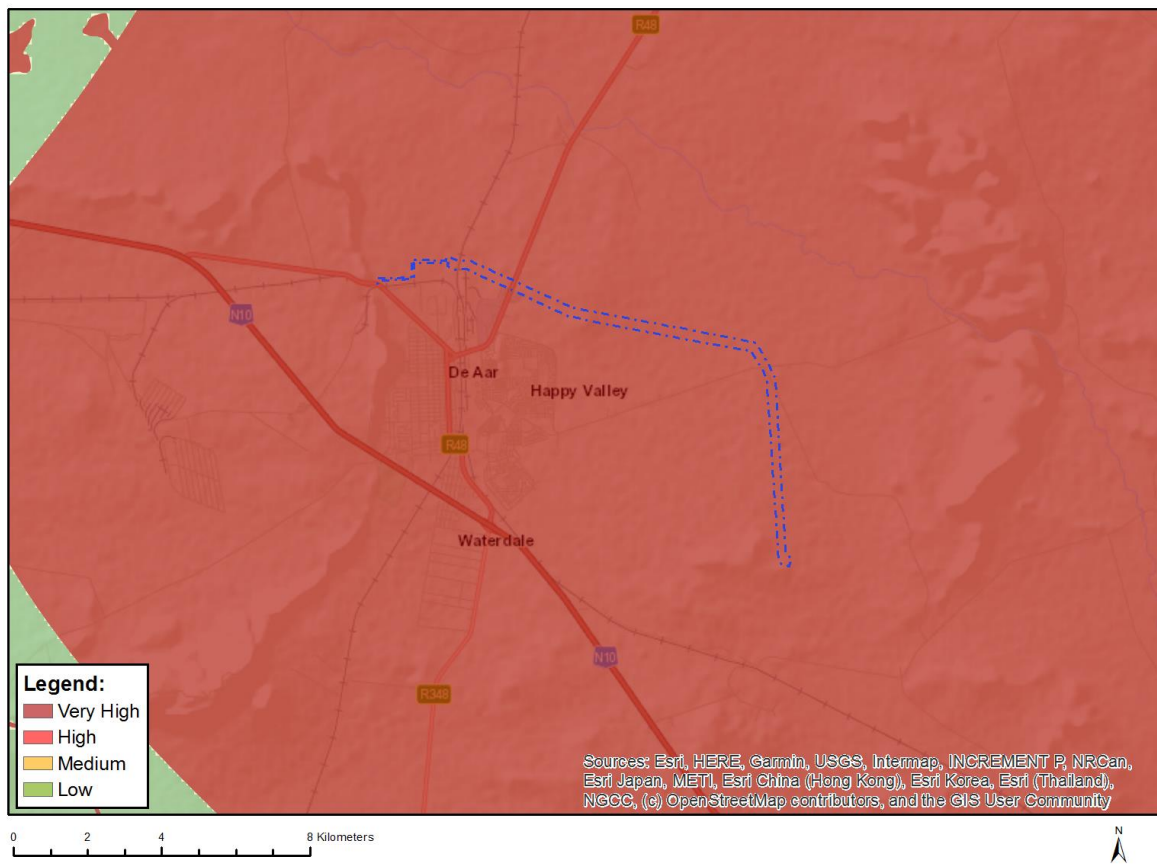 R48
N10
De Aar
Happy Valley
R48
Waterdale
N10
R348
Legend:
Very High
High
Medium
Low
Sources: Esri, HERE, Garmin, USGS, Intermap, INCREMENT P, NRCan,
Esri Japan, METI, Esri China (Hong Kong), Esri Korea, Esri (Thailand),
NGCC, (c) OpenStreetMap contributors, and the GIS User Community
0 2 4 8 Kilometers
N